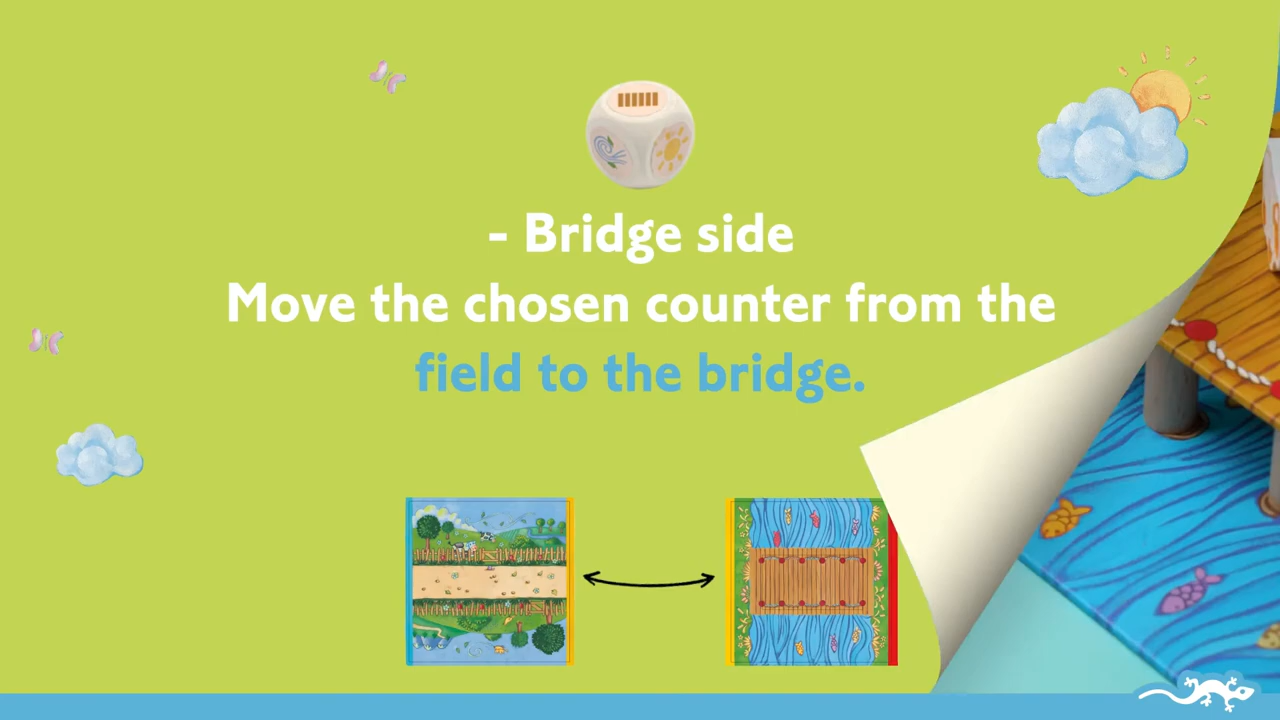 - Bridge side
Move the chosen counter from the
field to the bridge.